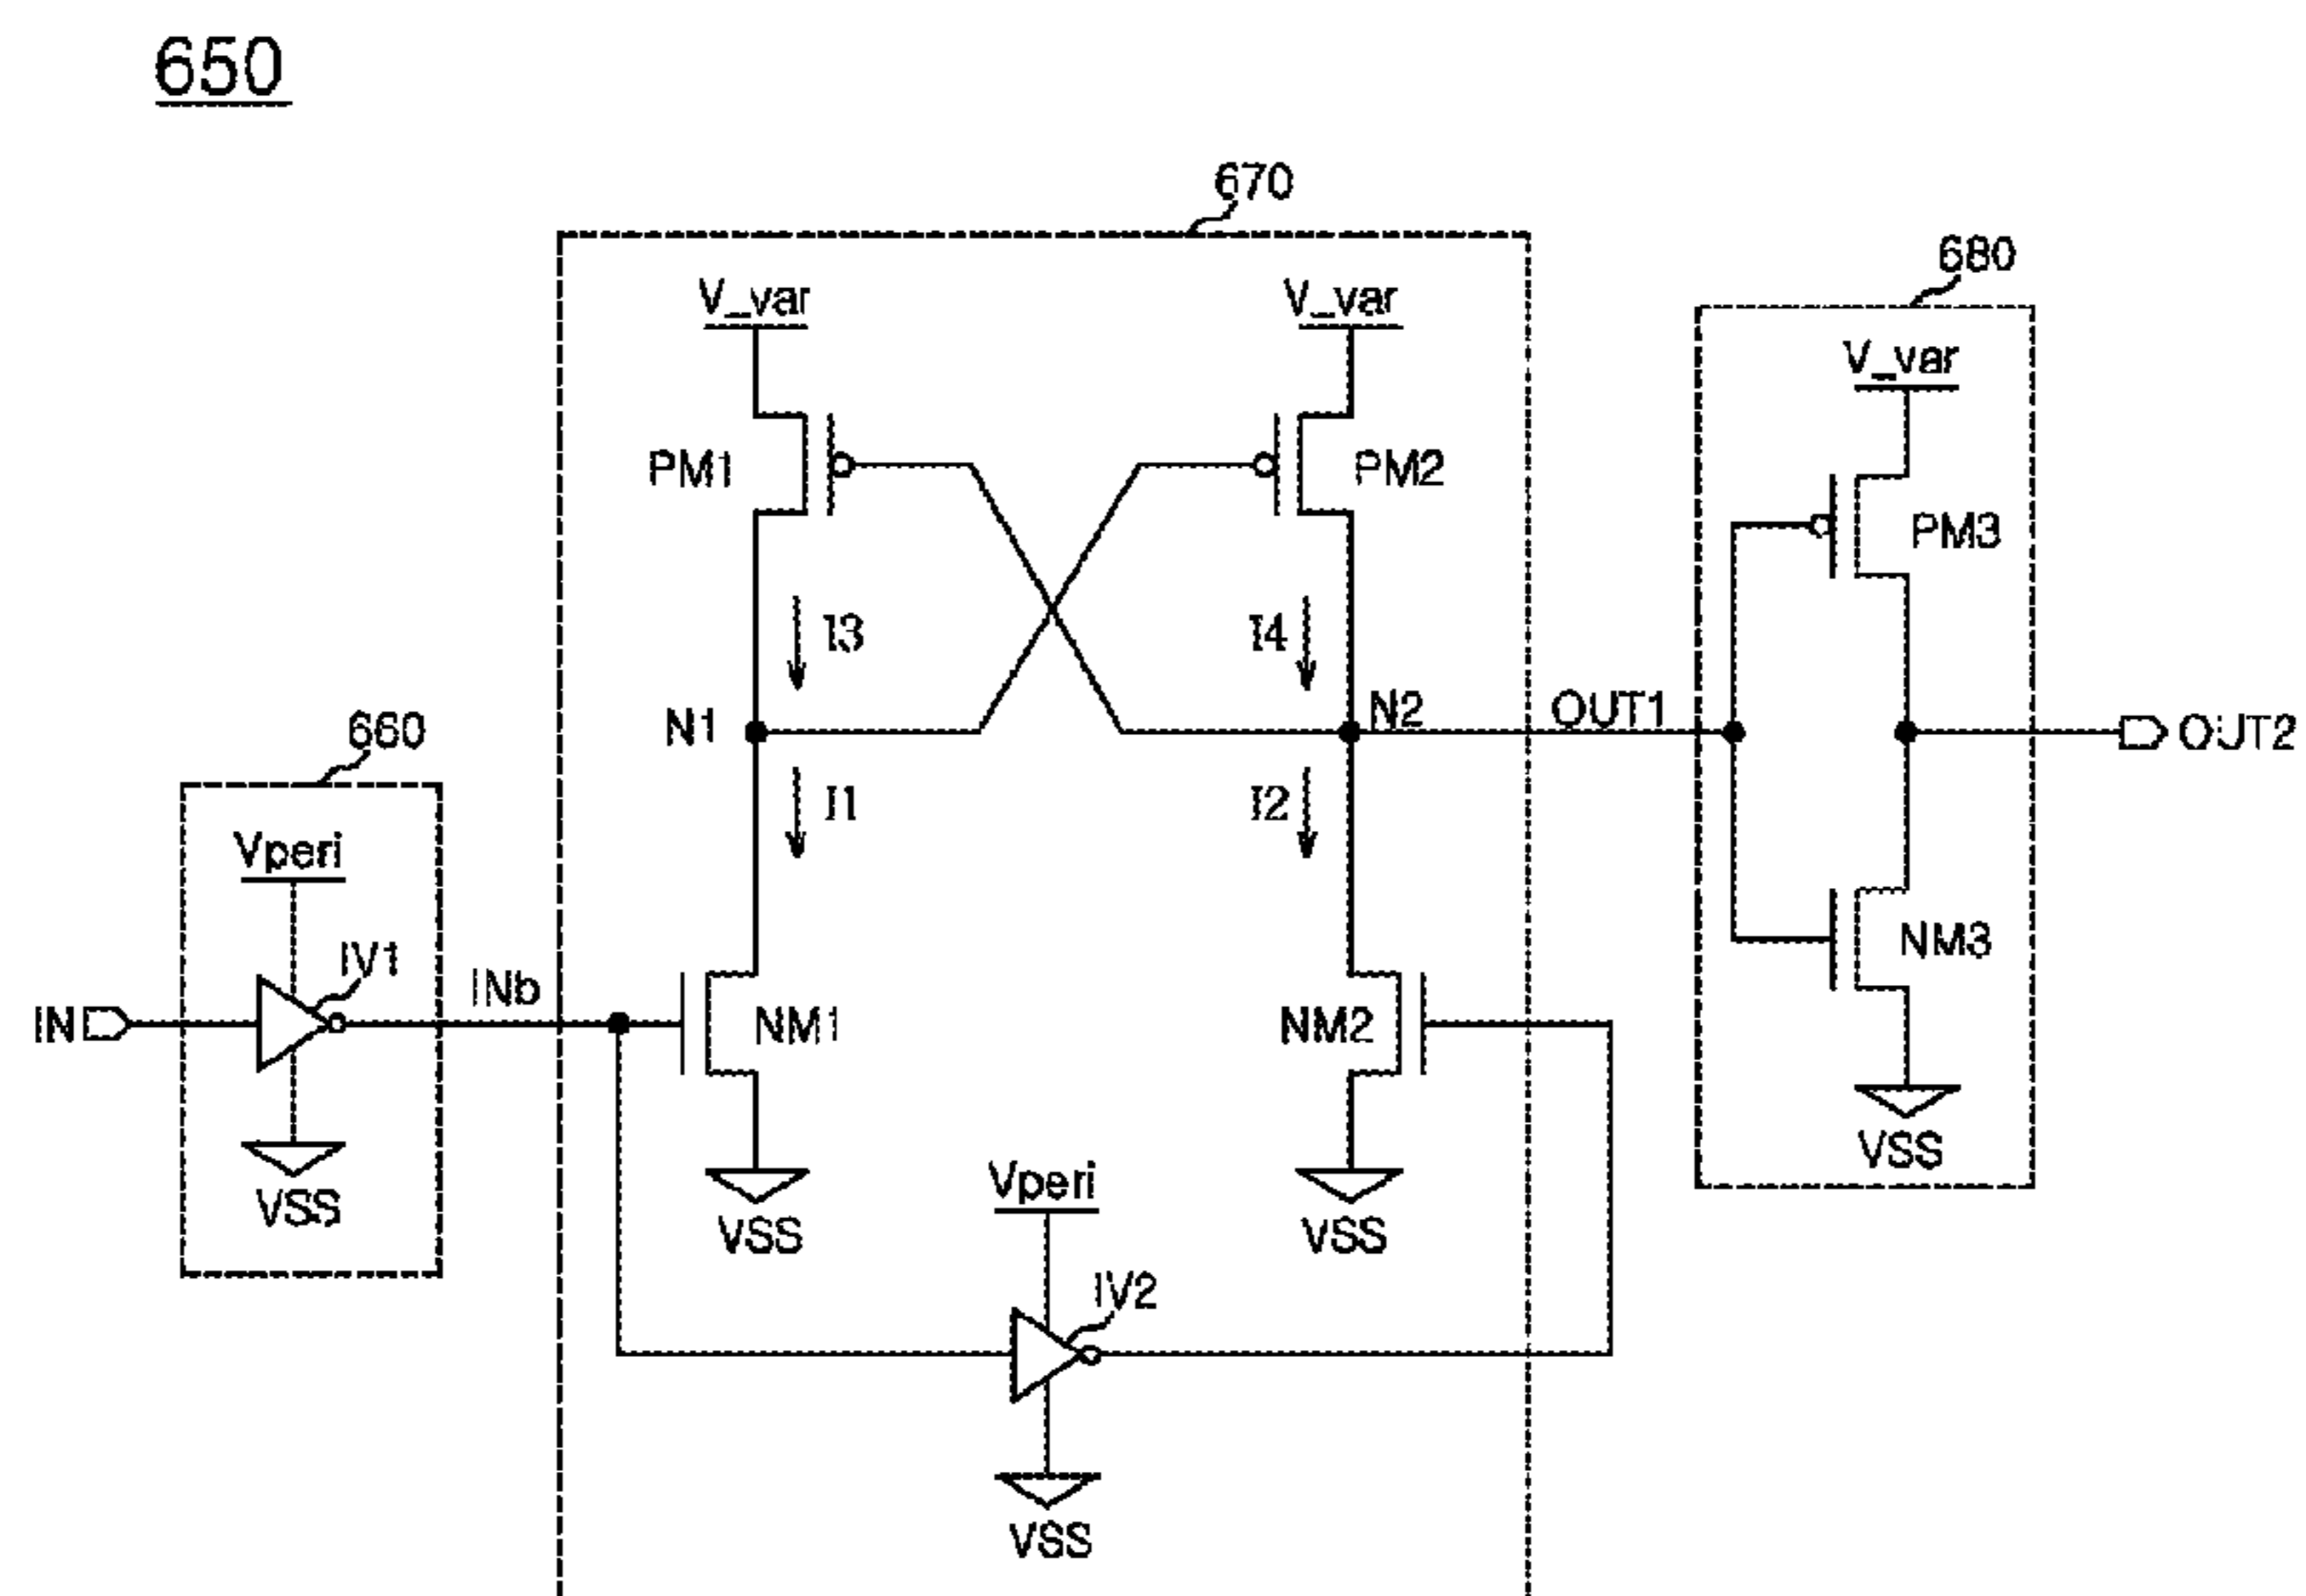 650
670
680
V_var
V_var
V_var
PM1
PM2
PM3
I3
I4
N1
N2
OUT1
OUT2
660
I1
I2
Vperi
IV1
INb
IN
NM1
NM2
NM3
VSS
VSS
VSS
VSS
Vperi
IV2
VSS